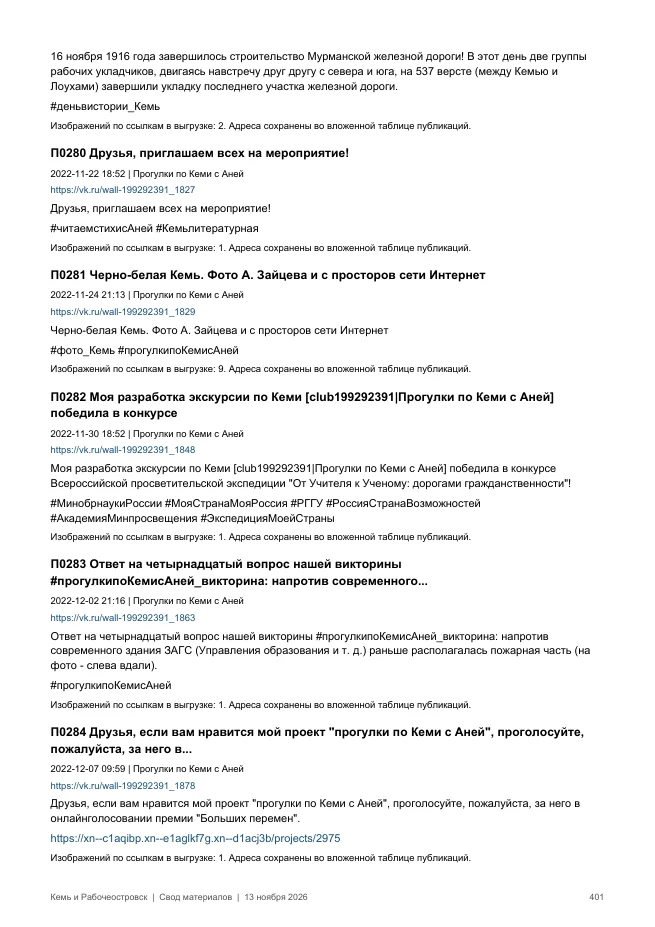 16 ноября 1916 года завершилось строительство Мурманской железной дороги! В этот день две группы
рабочих укладчиков, двигаясь навстречу друг другу с севера и юга, на 537 версте (между Кемью и
Лоухами) завершили укладку последнего участка железной дороги.
#деньвистории_Кемь
Изображений по ссылкам в выгрузке: 2. Адреса сохранены во вложенной таблице публикаций.
П0280 Друзья, приглашаем всех на мероприятие!
2022-11-22 18:52 | Прогулки по Кеми с Аней
https://vk.ru/wall-199292391_1827
Друзья, приглашаем всех на мероприятие!
#читаемстихисАней #Кемьлитературная
Изображений по ссылкам в выгрузке: 1. Адреса сохранены во вложенной таблице публикаций.
П0281 Черно-белая Кемь. Фото А. Зайцева и с просторов сети Интернет
2022-11-24 21:13 | Прогулки по Кеми с Аней
https://vk.ru/wall-199292391_1829
Черно-белая Кемь. Фото А. Зайцева и с просторов сети Интернет
#фото_Кемь #прогулкипоКемисАней
Изображений по ссылкам в выгрузке: 9. Адреса сохранены во вложенной таблице публикаций.
П0282 Моя разработка экскурсии по Кеми [club199292391|Прогулки по Кеми с Аней]
победила в конкурсе
2022-11-30 18:52 | Прогулки по Кеми с Аней
https://vk.ru/wall-199292391_1848
Моя разработка экскурсии по Кеми [club199292391|Прогулки по Кеми с Аней] победила в конкурсе
Всероссийской просветительской экспедиции "От Учителя к Ученому: дорогами гражданственности"!
#МинобрнаукиРоссии #МояСтранаМояРоссия #РГГУ #РоссияСтранаВозможностей
#АкадемияМинпросвещения #ЭкспедицияМоейСтраны
Изображений по ссылкам в выгрузке: 1. Адреса сохранены во вложенной таблице публикаций.
П0283 Ответ на четырнадцатый вопрос нашей викторины
#прогулкипоКемисАней_викторина: напротив современного...
2022-12-02 21:16 | Прогулки по Кеми с Аней
https://vk.ru/wall-199292391_1863
Ответ на четырнадцатый вопрос нашей викторины #прогулкипоКемисАней_викторина: напротив
современного здания ЗАГС (Управления образования и т. д.) раньше располагалась пожарная часть (на
фото - слева вдали).
#прогулкипоКемисАней
Изображений по ссылкам в выгрузке: 1. Адреса сохранены во вложенной таблице публикаций.
П0284 Друзья, если вам нравится мой проект "прогулки по Кеми с Аней", проголосуйте,
пожалуйста, за него в...
2022-12-07 09:59 | Прогулки по Кеми с Аней
https://vk.ru/wall-199292391_1878
Друзья, если вам нравится мой проект "прогулки по Кеми с Аней", проголосуйте, пожалуйста, за него в
онлайнголосовании премии "Больших перемен".
https://xn--c1aqibp.xn--e1aglkf7g.xn--d1acj3b/projects/2975
Изображений по ссылкам в выгрузке: 1. Адреса сохранены во вложенной таблице публикаций.
Кемь и Рабочеостровск | Свод материалов | 13 ноября 2026
401